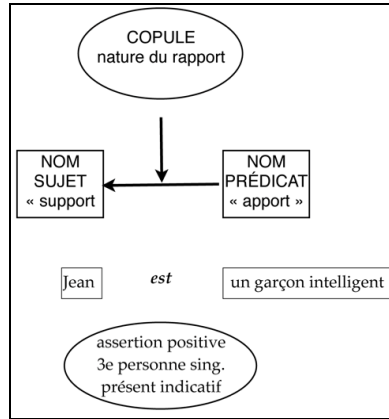 COPULE
nature du rapport
NOM
SUJET
« support
NOM
PRÉDICAT
« apport »
Jean
est
un garçon intelligent
assertion positive
3e personne sing.
présent indicatif